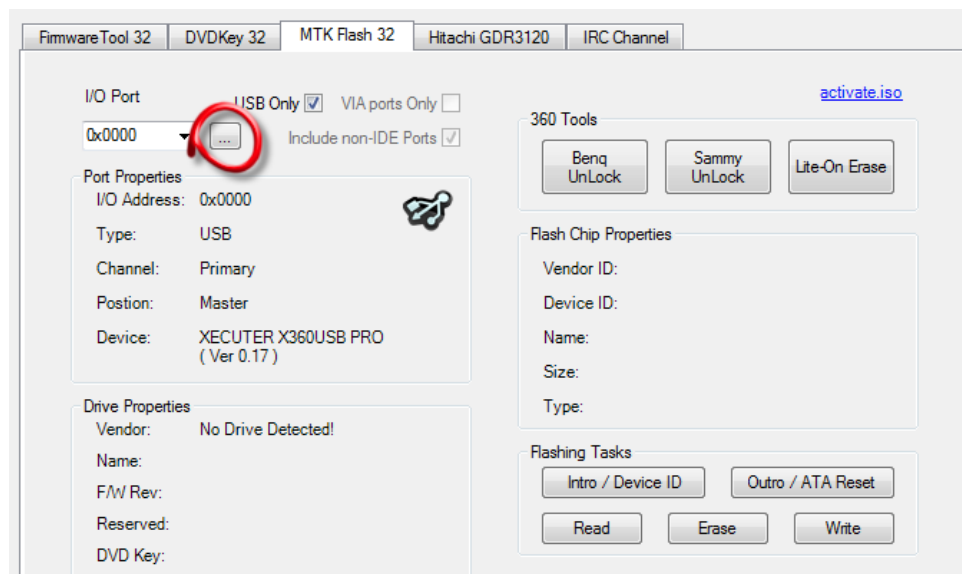 FirmwareTool 32
DVDKey 32
MTK Flash 32
Hitachi GDR3120
IRC Channel
I/O Port
USB Only
VIA ports Only
0x0000
...
Include non-IDE Ports
Port Properties
I/O Address: 0x0000
Type: USB
Channel: Primary
Postion: Master
Device: XECUTER X360USB PRO
( Ver 0.17 )
Drive Properties
Vendor: No Drive Detected!
Name:
F/W Rev:
Reserved:
DVD Key:
activate.iso
360 Tools
Benq
UnLock
Sammy
UnLock
Lite-On Erase
Flash Chip Properties
Vendor ID:
Device ID:
Name:
Size:
Type:
Flashing Tasks
Intro / Device ID
Outro / ATA Reset
Read
Erase
Write